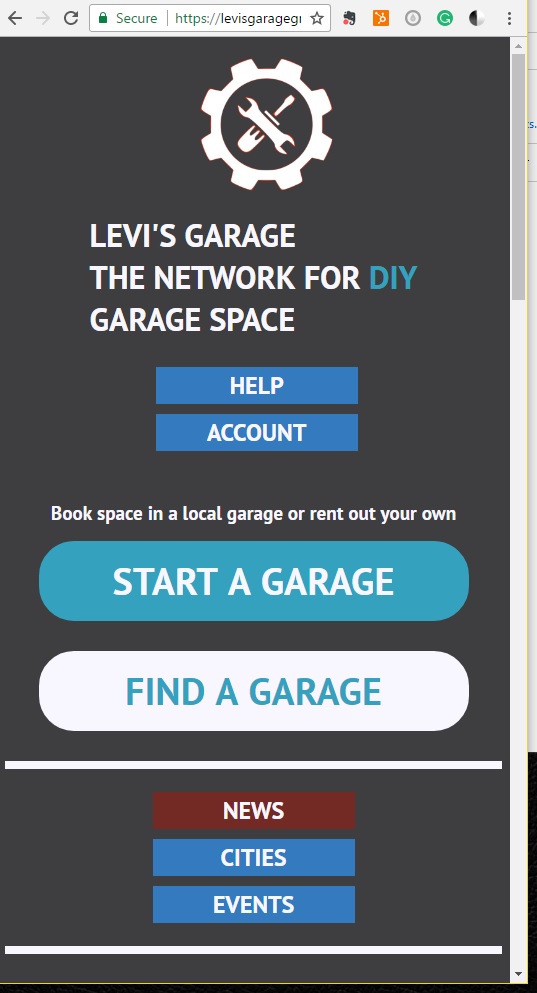 Secure
https://levisgaragegr
LEVI'S GARAGE
THE NETWORK FOR DIY
GARAGE SPACE
HELP
ACCOUNT
Book space in a local garage or rent out your own
START A GARAGE
FIND A GARAGE
NEWS
CITIES
EVENTS